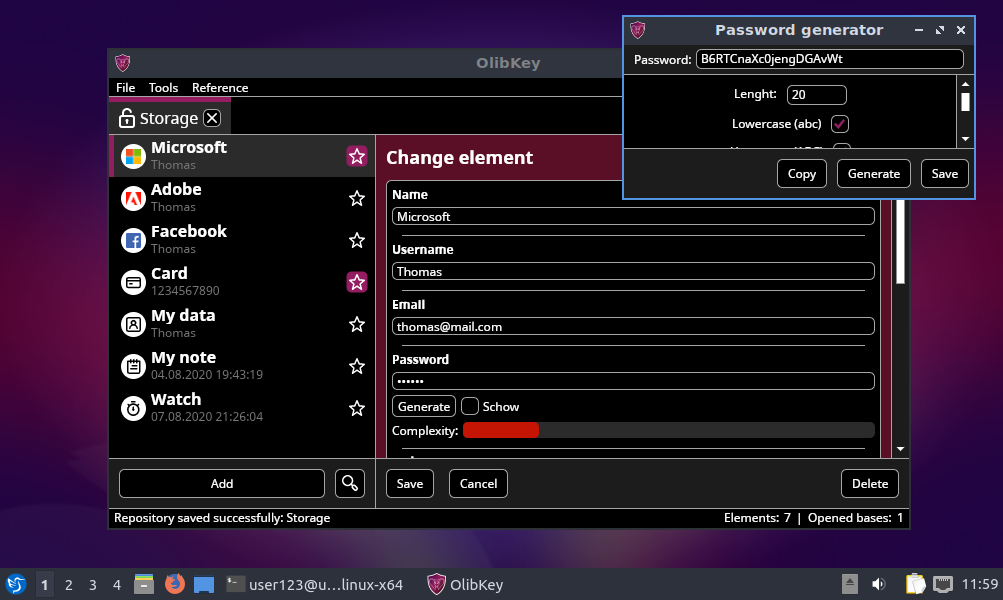 Password generator
Password: B6RTCnaXc0jengDGAvWt
Lenght: 20
Lowercase (abc)
Copy Generate Save
OlibKey
File Tools Reference
Storage
Microsoft
Thomas
Adobe
Thomas
Facebook
Thomas
Card
1234567890
My data
Thomas
My note
04.08.2020 19:43:19
Watch
07.08.2020 21:26:04
Add
Change element
Name
Microsoft
Username
Thomas
Email
thomas@mail.com
Password
••••••
Generate Schow
Complexity:
Save Cancel Delete
Repository saved successfully: Storage
Elements: 7 | Opened bases: 1
1 2 3 4 user123@u...linux-x64 OlibKey 11:59